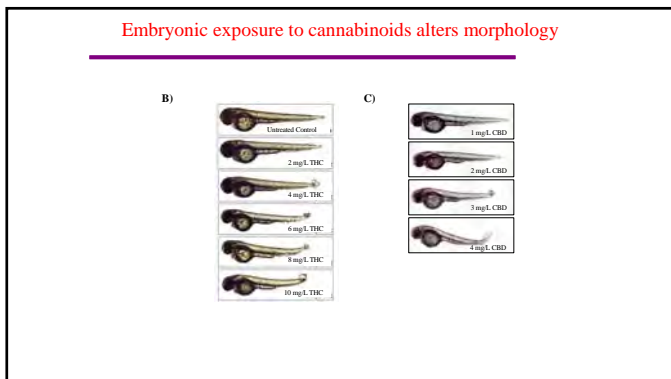 Embryonic exposure to cannabinoids alters morphology
B)
Untreated Control
2 mg/L THC
4 mg/L THC
6 mg/L THC
8 mg/L THC
10 mg/L THC
C)
1 mg/L CBD
2 mg/L CBD
3 mg/L CBD
4 mg/L CBD